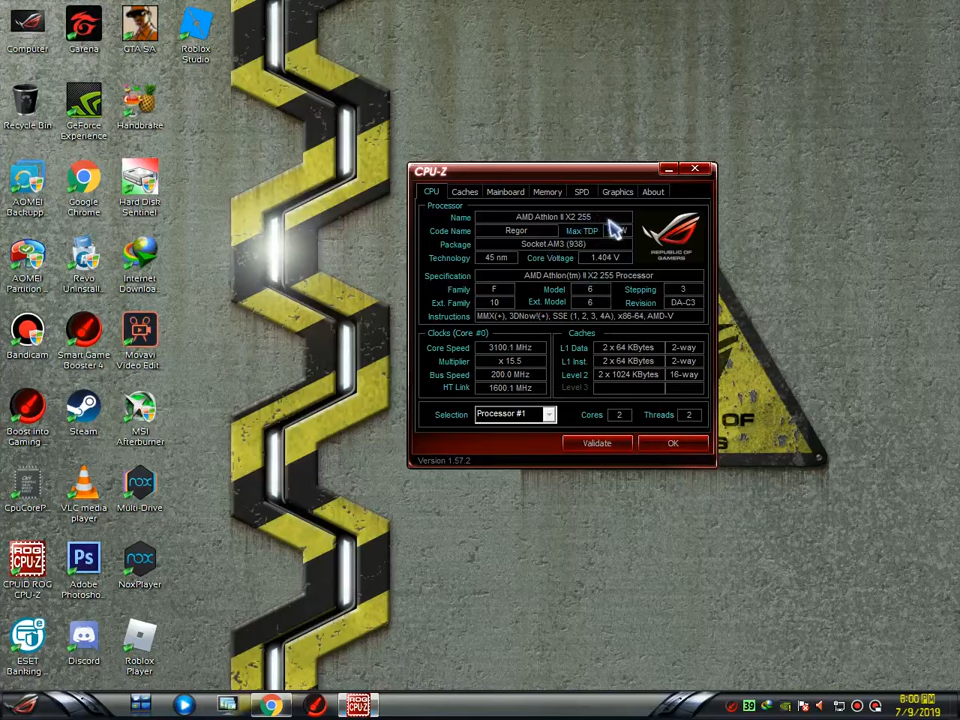 Computer
Garena
GTA SA
Roblox
Studio
Recycle Bin
GeForce
Experience
Handbrake
AOMEI
Backupp...
Google
Chrome
Hard Disk
Sentinel
AOMEI
Partition ...
Revo
Uninstall...
Internet
Downloa...
Bandicam
Smart Game
Booster 4
Movavi
Video Edit...
Boost into
Gaming ...
Steam
MSI
Afterburner
CpuCoreP...
VLC media
player
Multi-Drive
CPUID ROG
CPU-Z
Adobe
Photosho...
NoxPlayer
ESET
Banking ...
Discord
Roblox
Player
CPU-Z
CPU Caches Mainboard Memory SPD Graphics About
Processor
Name AMD Athlon II X2 255
Code Name Regor Max TDP
Package Socket AM3 (938)
Technology 45 nm Core Voltage 1.404 V
REPUBLIC OF
GAMERS
Specification AMD Athlon(tm) II X2 255 Processor
Family F Model 6 Stepping 3
Ext. Family 10 Ext. Model 6 Revision DA-C3
Instructions MMX(+), 3DNow!(+), SSE (1, 2, 3, 4A), x86-64, AMD-V
Clocks (Core #0)
Core Speed 3100.1 MHz
Multiplier x 15.5
Bus Speed 200.0 MHz
HT Link 1600.1 MHz
Caches
L1 Data 2 x 64 KBytes 2-way
L1 Inst. 2 x 64 KBytes 2-way
Level 2 2 x 1024 KBytes 16-way
Level 3
Selection Processor #1 Cores 2 Threads 2
Validate OK
Version 1.57.2
OF
39
8:00 PM
7/9/2019